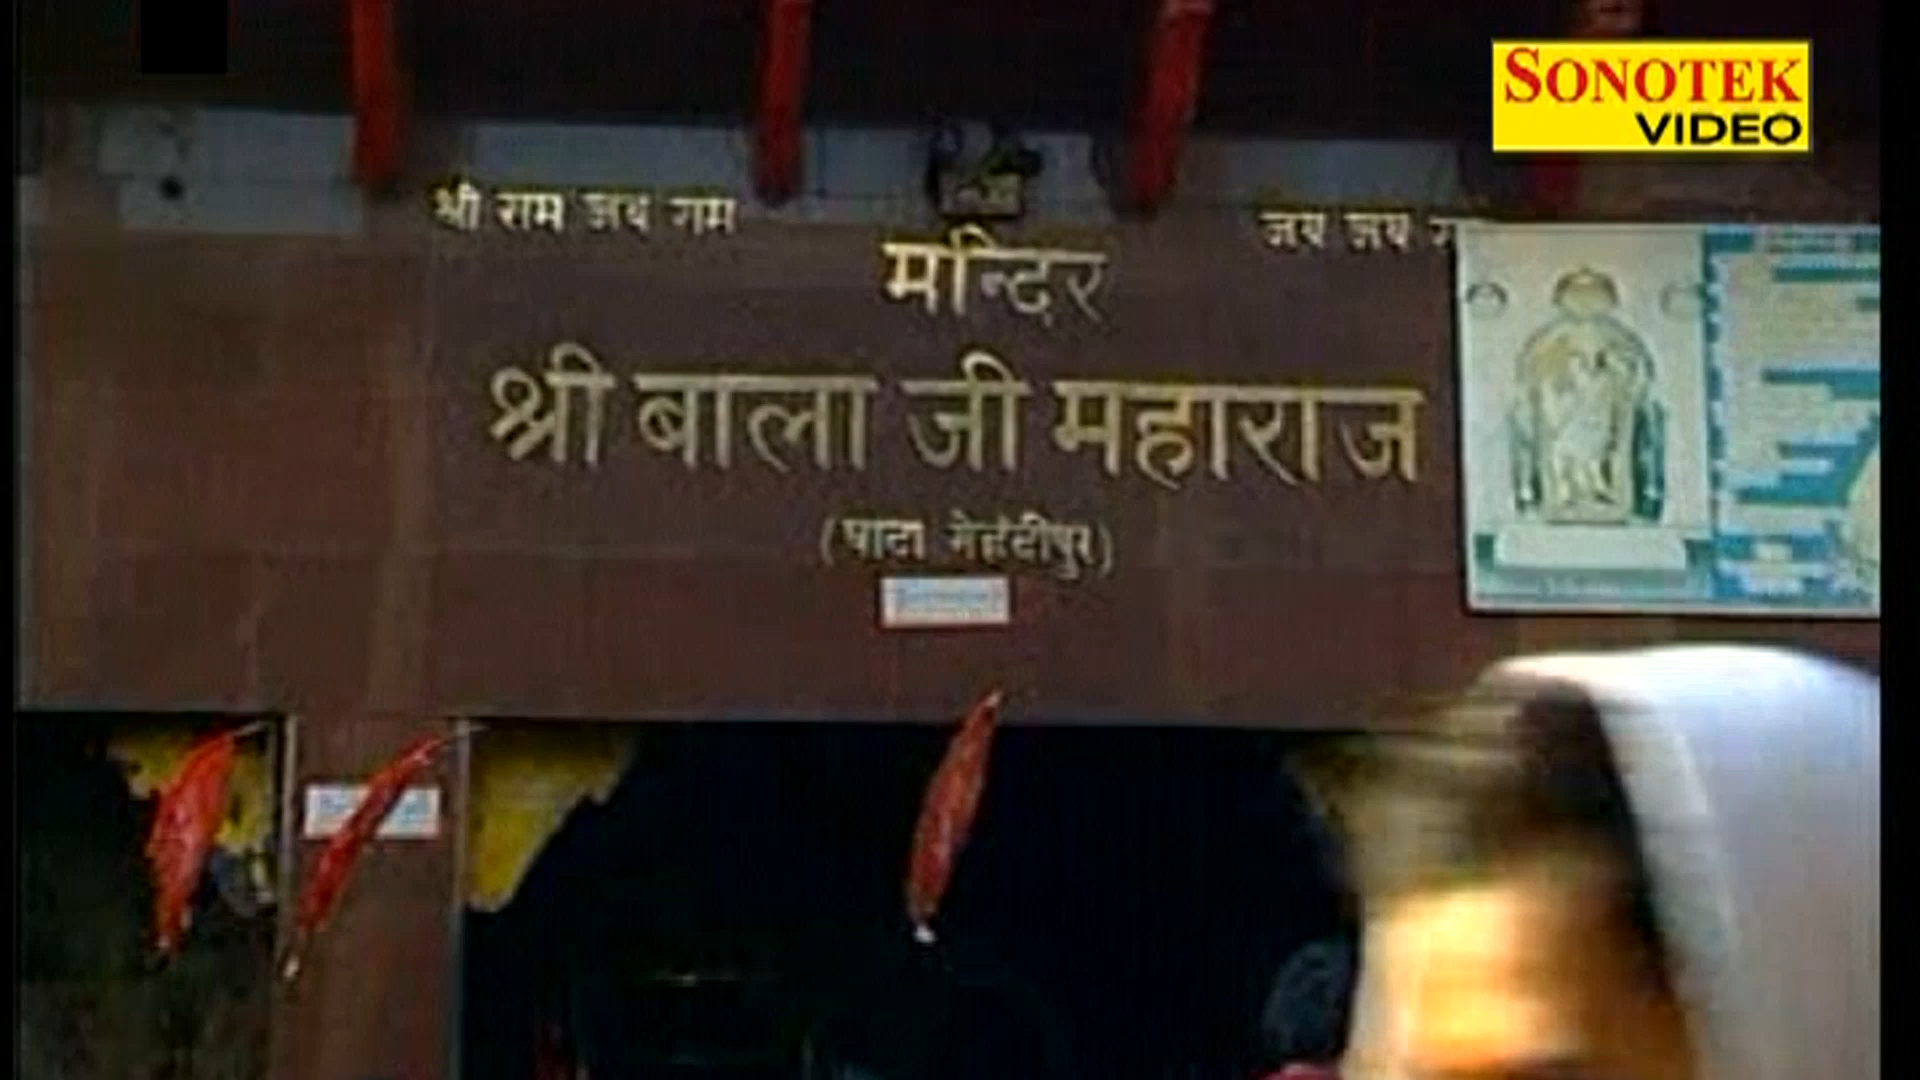 SONOTEK
VIDEO
श्री राम जय राम
जय जय
मन्दिर
श्री बाला जी महाराज
(घाटा मेहंदीपुर)